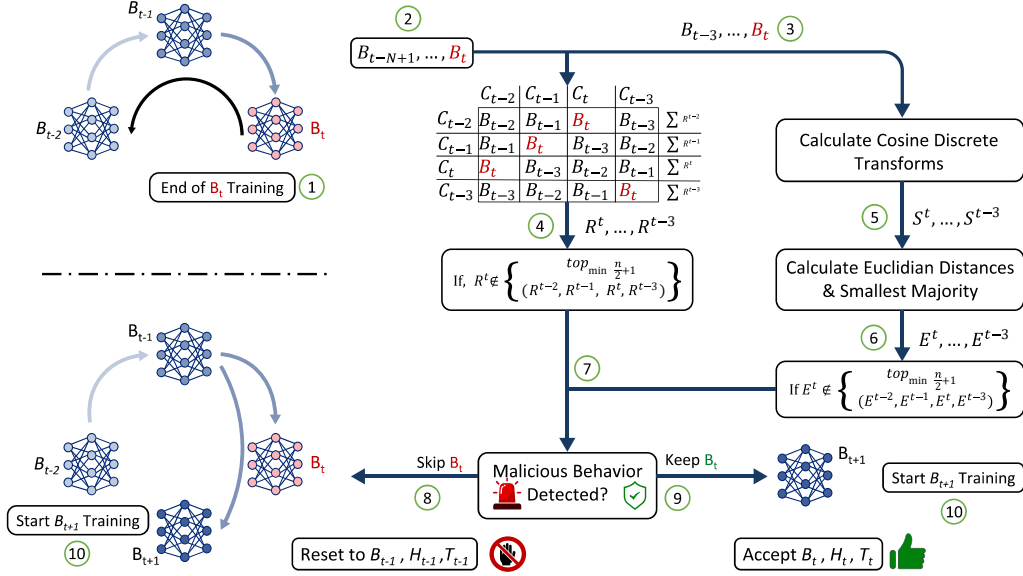 B_{t-1}
B_{t-2}
B_t
End of B_t Training
1
2
B_{t−N+1}, … , B_t
B_{t−3}, … , B_t
3
C_{t−2} C_{t−1} C_t C_{t−3}
C_{t−2} B_{t−2} B_{t−1} B_t B_{t−3} ∑ R^{t−2}
C_{t−1} B_{t−1} B_t B_{t−3} B_{t−2} ∑ R^{t−1}
C_t B_t B_{t−3} B_{t−2} B_{t−1} ∑ R^t
C_{t−3} B_{t−3} B_{t−2} B_{t−1} B_t ∑ R^{t−3}
4
R^t, … , R^{t−3}
If, R^t ∉ { top_{min} n/2+1
(R^{t−2}, R^{t−1}, R^t, R^{t−3}) }
Calculate Cosine Discrete
Transforms
5
S^t, … , S^{t−3}
Calculate Euclidian Distances
& Smallest Majority
6
E^t, … , E^{t−3}
If E^t ∉ { top_{min} n/2+1
(E^{t−2}, E^{t−1}, E^t, E^{t−3}) }
7
B_{t-1}
B_{t-2}
B_t
Start B_{t+1} Training
10
B_{t+1}
Skip B_t
8
Malicious Behavior
Detected?
Keep B_t
9
B_{t+1}
Start B_{t+1} Training
10
Reset to B_{t-1} , H_{t-1} ,T_{t-1}
Accept B_t , H_t , T_t